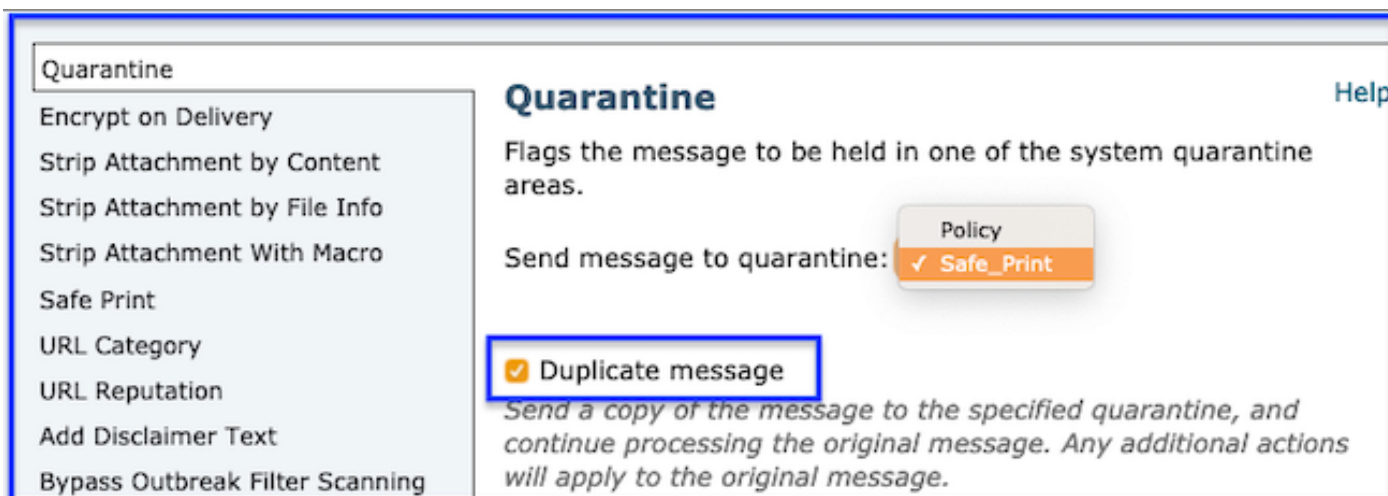 Quarantine
Encrypt on Delivery
Strip Attachment by Content
Strip Attachment by File Info
Strip Attachment With Macro
Safe Print
URL Category
URL Reputation
Add Disclaimer Text
Bypass Outbreak Filter Scanning
Quarantine
Help
Flags the message to be held in one of the system quarantine
areas.
Send message to quarantine:
Policy
✓ Safe_Print
Duplicate message
Send a copy of the message to the specified quarantine, and
continue processing the original message. Any additional actions
will apply to the original message.